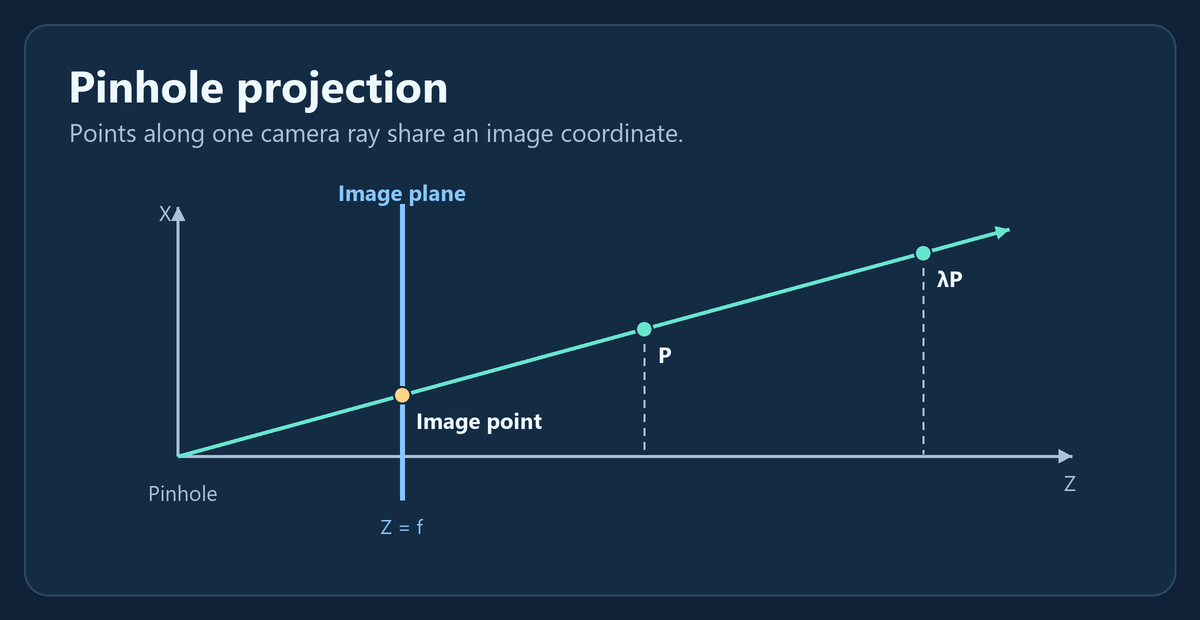 Pinhole projection
Points along one camera ray share an image coordinate.
Image plane
X
λP
P
Image point
Z
Pinhole
Z = f